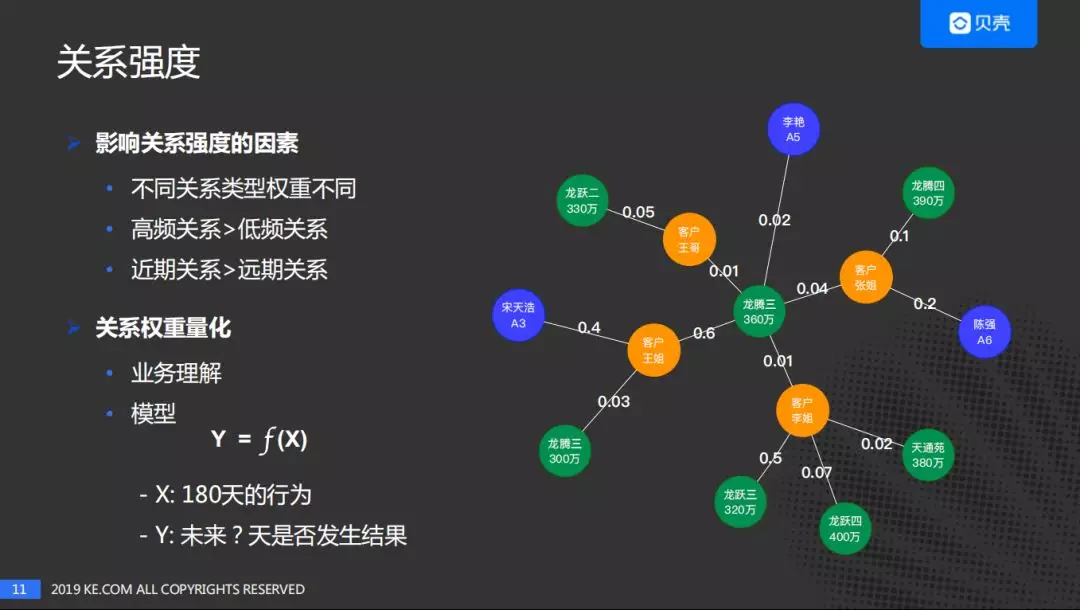 贝壳
关系强度
影响关系强度的因素
不同关系类型权重不同
高频关系>低频关系
近期关系>远期关系
关系权重量化
业务理解
模型
Y = f(X)
- X: 180天的行为
- Y: 未来？天是否发生结果
李艳
A5
龙跃二
330万
0.05
客户
王哥
0.01
0.02
龙腾四
390万
0.1
客户
张姐
0.04
0.2
陈强
A6
龙腾三
360万
宋天浩
A3
0.4
客户
王姐
0.6
0.03
龙腾三
300万
0.01
客户
李姐
0.02
天通苑
380万
0.5
0.07
龙跃三
320万
龙跃四
400万
11
2019 KE.COM ALL COPYRIGHTS RESERVED